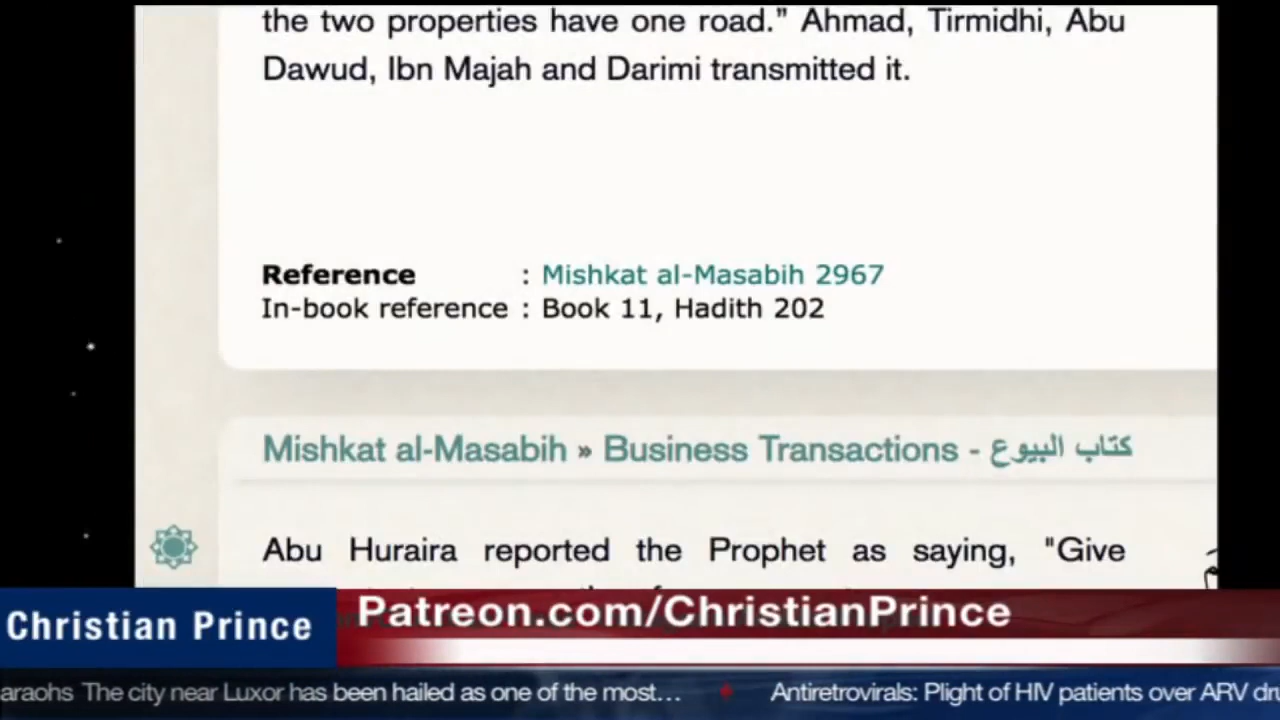 the two properties have one road.” Ahmad, Tirmidhi, Abu
Dawud, Ibn Majah and Darimi transmitted it.
Reference : Mishkat al-Masabih 2967
In-book reference : Book 11, Hadith 202
Mishkat al-Masabih » Business Transactions - كتاب البيوع
Abu Huraira reported the Prophet as saying, "Give
Christian Prince
Patreon.com/ChristianPrince
araohs The city near Luxor has been hailed as one of the most... Antiretrovirals: Plight of HIV patients over ARV dru